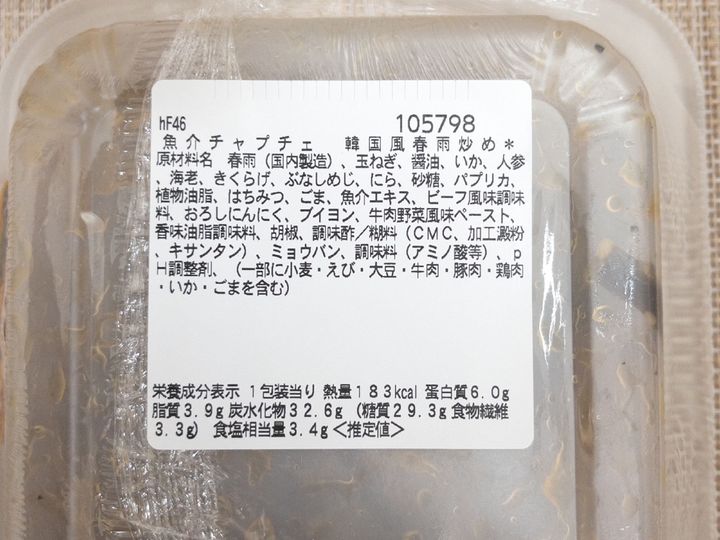 hF46 105798
魚介チャプチェ 韓国風春雨炒め＊
原材料名 春雨（国内製造）、玉ねぎ、醤油、いか、人参
、海老、きくらげ、ぶなしめじ、にら、砂糖、パプリカ、
植物油脂、はちみつ、ごま、魚介エキス、ビーフ風味調味
料、おろしにんにく、ブイヨン、牛肉野菜風味ペースト、
香味油脂調味料、胡椒、調味酢／糊料（ＣＭＣ、加工澱粉
、キサンタン）、ミョウバン、調味料（アミノ酸等）、ｐ
Ｈ調整剤、（一部に小麦・えび・大豆・牛肉・豚肉・鶏肉
・いか・ごまを含む）
栄養成分表示 １包装当り 熱量１８３kcal 蛋白質６.０g
脂質３.９g 炭水化物３２.６g （糖質２９.３g 食物繊維
３.３g） 食塩相当量３.４g＜推定値＞